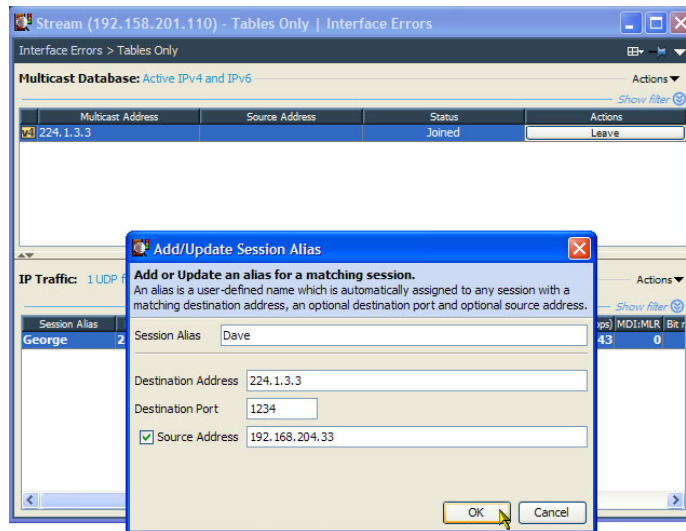 Stream (192.158.201.110) - Tables Only | Interface Errors
Interface Errors > Tables Only
Multicast Database: Active IPv4 and IPv6 Actions
Show filter
Multicast Address Source Address Status Actions
v4 224.1.3.3 Joined Leave
Add/Update Session Alias
Add or Update an alias for a matching session.
An alias is a user-defined name which is automatically assigned to any session with a
matching destination address, an optional destination port and optional source address.
IP Traffic: 1 UDP Actions
Show filter
Session Alias MDI:MLR Bit
George 2 43 0
Session Alias Dave
Destination Address 224.1.3.3
Destination Port 1234
Source Address 192.168.204.33
OK Cancel